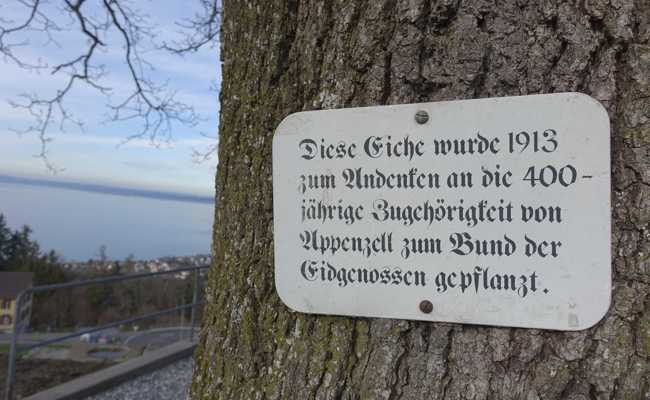 Diese Eiche wurde 1913
zum Andenken an die 400-
jährige Zugehörigkeit von
Appenzell zum Bund der
Eidgenossen gepflanzt.